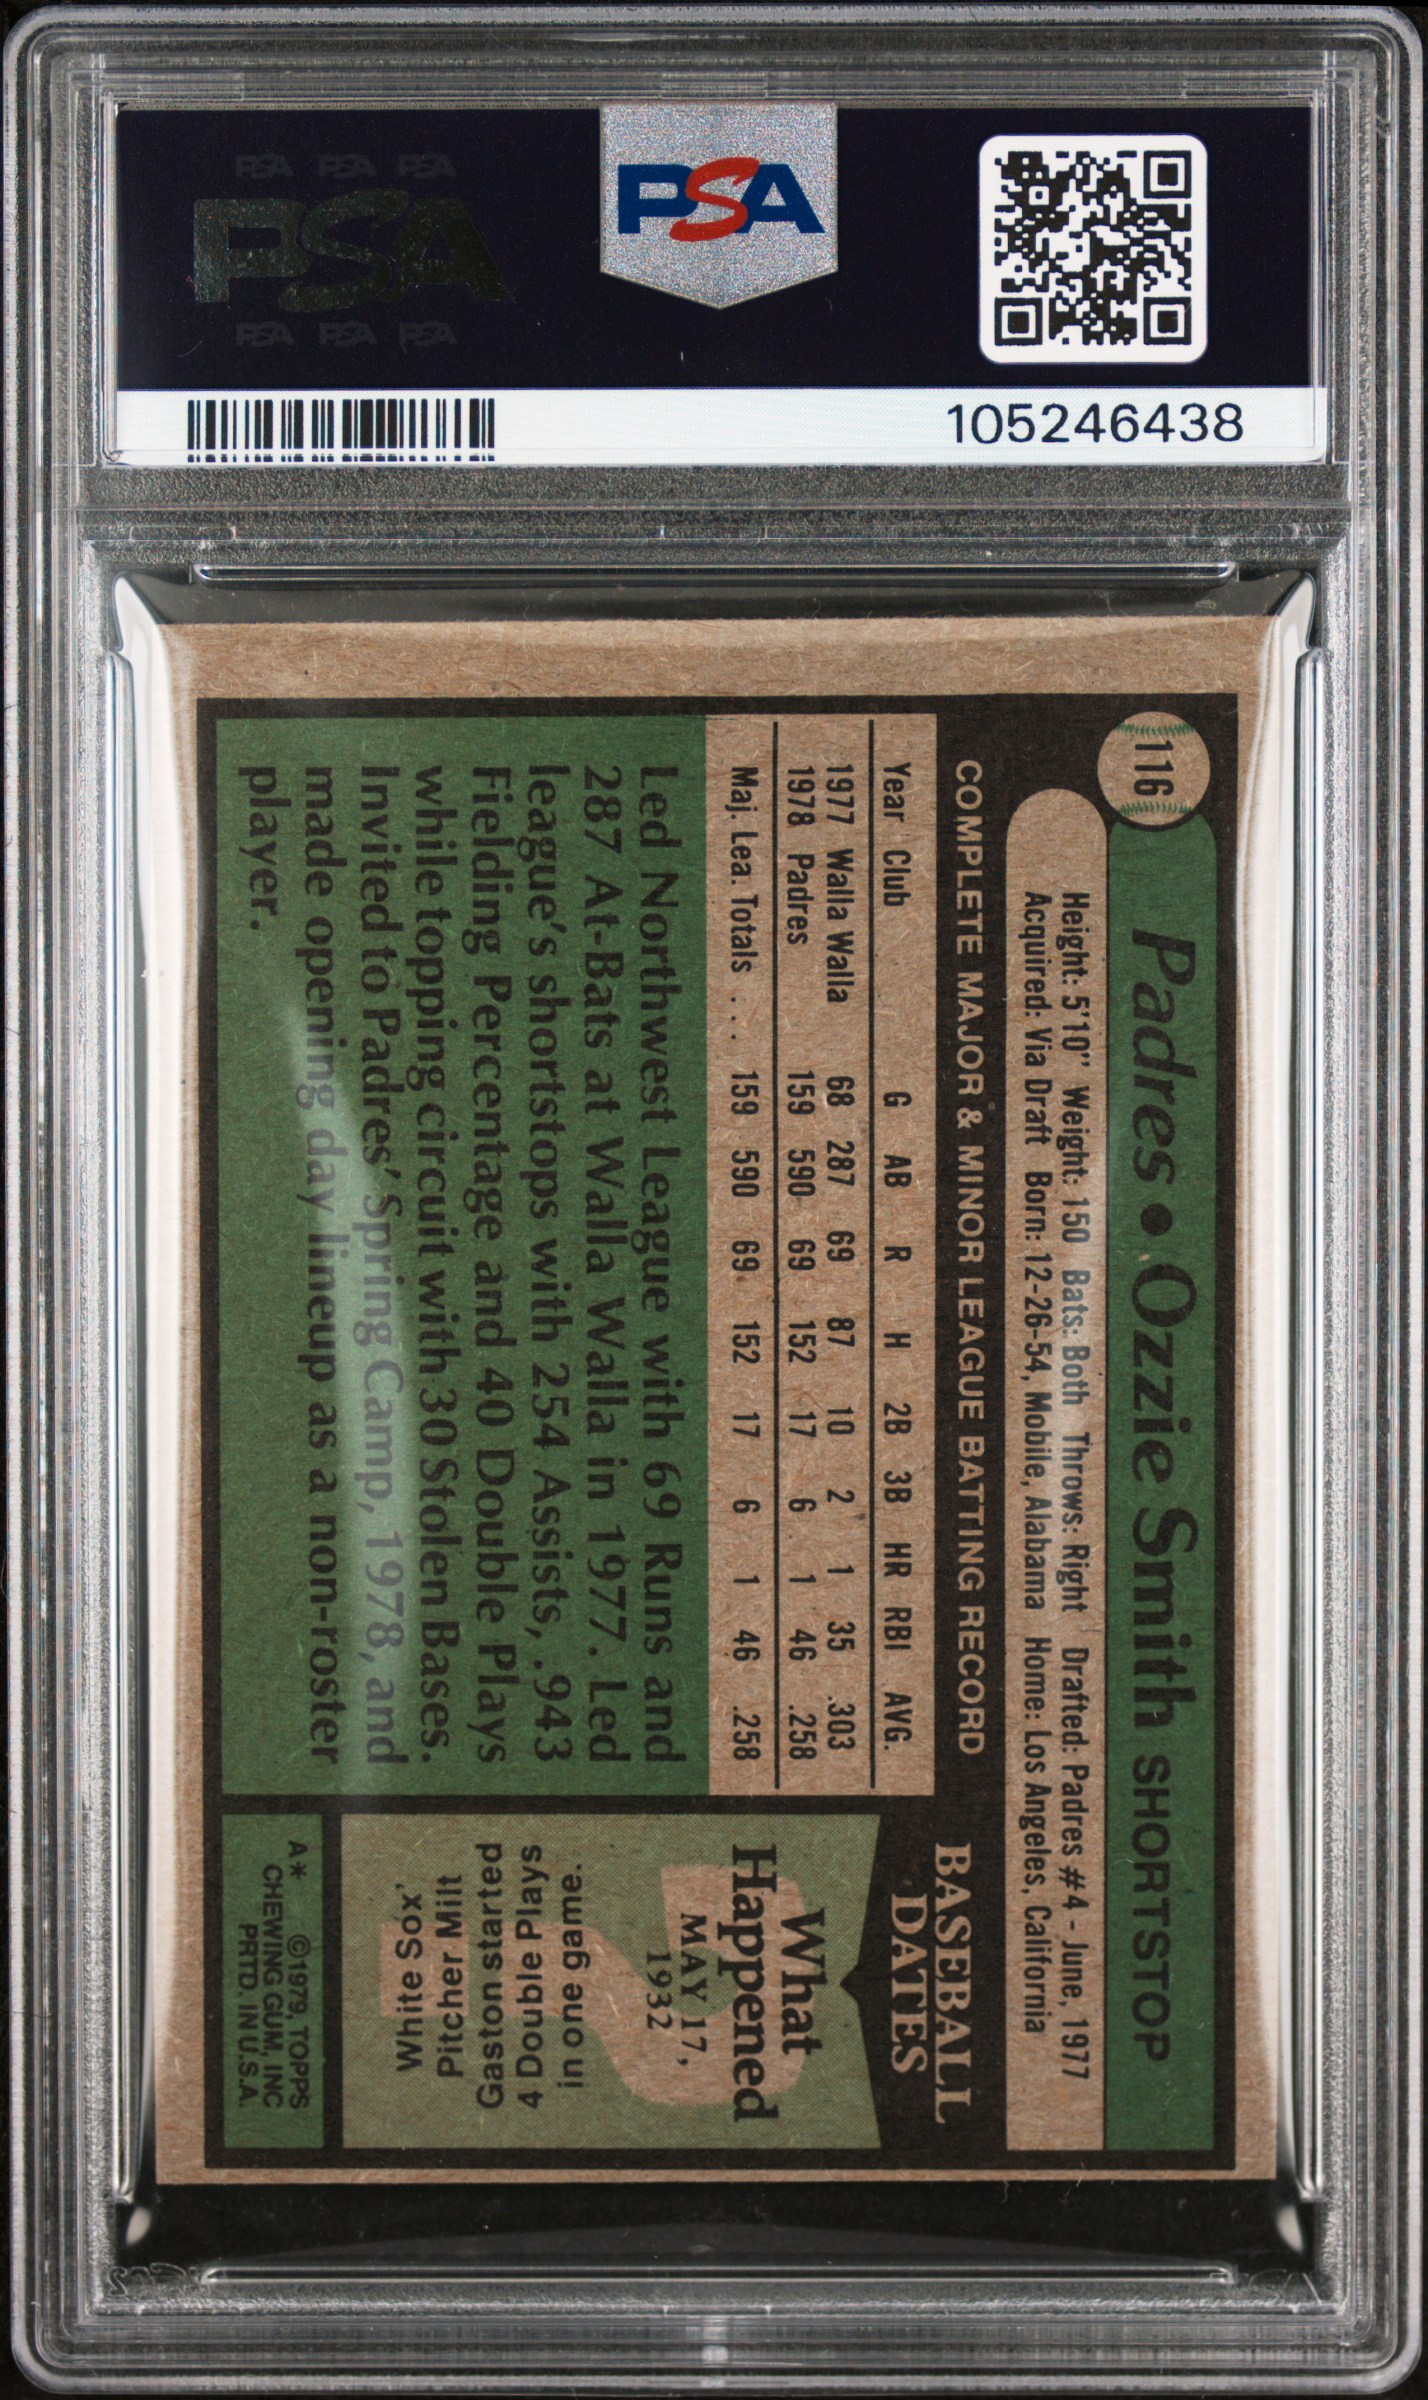 PSA PSA PSA
PSA
PSA PSA PSA
PSA
105246438
116
Padres • Ozzie Smith SHORTSTOP
Height: 5'10" Weight: 150 Bats: Both Throws: Right Drafted: Padres #4 - June, 1977
Acquired: Via Draft Born: 12-26-54, Mobile, Alabama Home: Los Angeles, California
COMPLETE MAJOR & MINOR LEAGUE BATTING RECORD
Year Club G AB R H 2B 3B HR RBI AVG.
1977 Walla Walla 68 287 69 87 10 2 1 35 .303
1978 Padres 159 590 69 152 17 6 1 46 .258
Maj. Lea. Totals . . . 159 590 69 152 17 6 1 46 .258
Led Northwest League with 69 Runs and
287 At-Bats at Walla Walla in 1977. Led
league's shortstops with 254 Assists, .943
Fielding Percentage and 40 Double Plays
while topping circuit with 30 Stolen Bases.
Invited to Padres' Spring Camp, 1978, and
made opening day lineup as a non-roster
player.
BASEBALL
DATES
What
Happened
MAY 17,
1932
?
White Sox'
Pitcher Milt
Gaston started
4 Double Plays
in one game.
A* ©1979, TOPPS
CHEWING GUM, INC
PRTD. IN U.S.A.